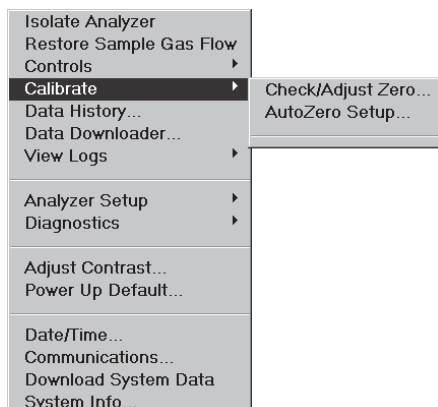 Isolate Analyzer
Restore Sample Gas Flow
Controls
Calibrate
Check/Adjust Zero...
AutoZero Setup...
Data History...
Data Downloader...
View Logs
Analyzer Setup
Diagnostics
Adjust Contrast...
Power Up Default...
Date/Time...
Communications...
Download System Data
System Info...